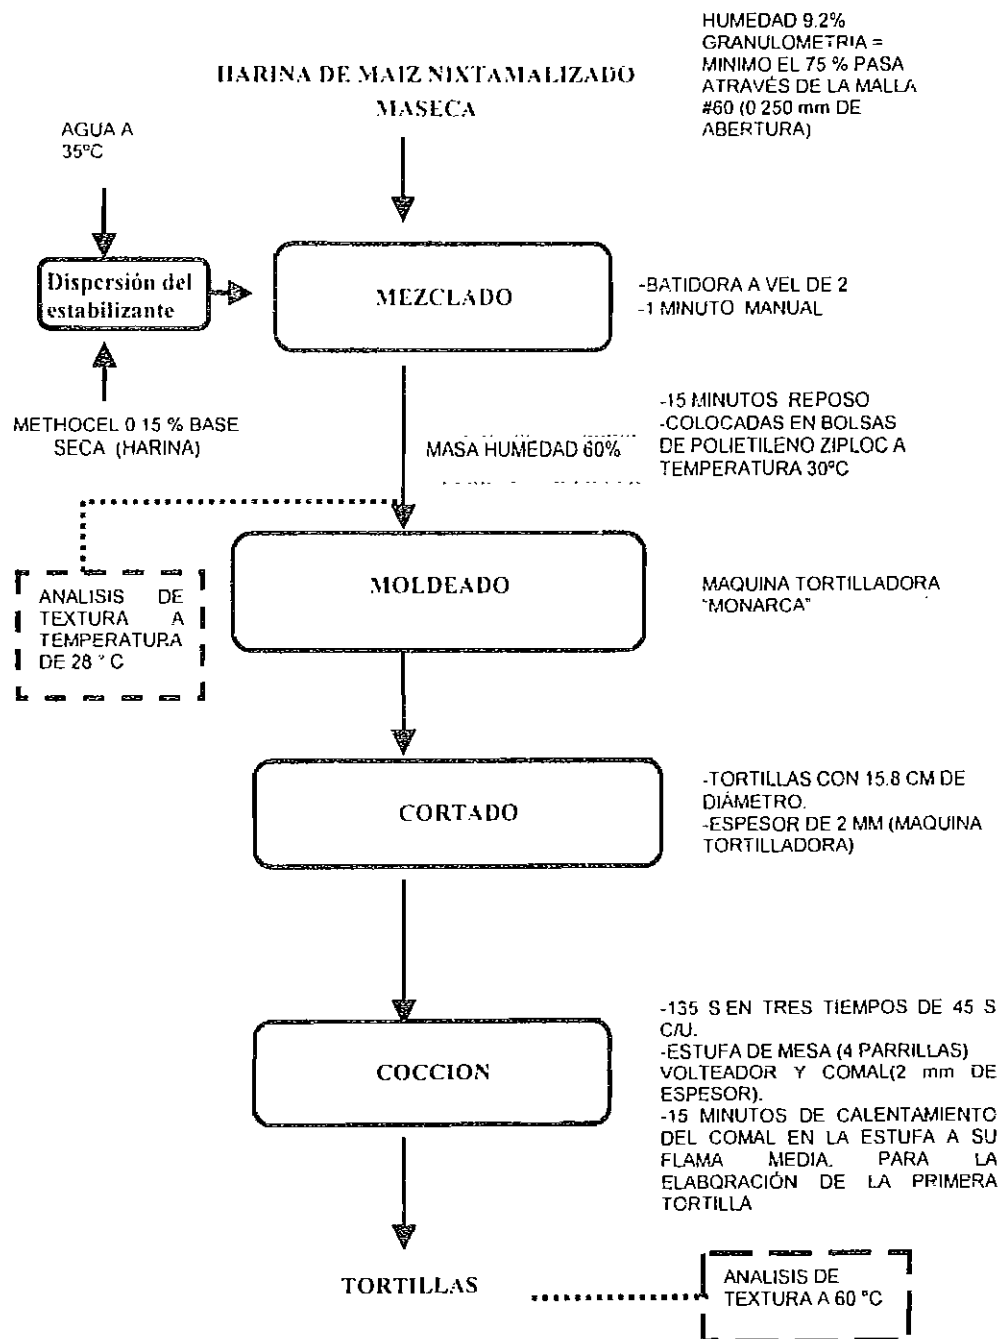 HARINA DE MAIZ NIXTAMALIZADO
MASECA
HUMEDAD 9.2%
GRANULOMETRIA =
MINIMO EL 75 % PASA
ATRAVÉS DE LA MALLA
#60 (0 250 mm DE
ABERTURA)
AGUA A
35ºC
Dispersión del
estabilizante
METHOCEL 0 15 % BASE
SECA (HARINA)
MEZCLADO
-BATIDORA A VEL DE 2
-1 MINUTO MANUAL
MASA HUMEDAD 60%
-15 MINUTOS REPOSO
-COLOCADAS EN BOLSAS
DE POLIETILENO ZIPLOC A
TEMPERATURA 30ºC
ANALISIS DE
TEXTURA A
TEMPERATURA
DE 28 ° C
MOLDEADO
MAQUINA TORTILLADORA
"MONARCA"
CORTADO
-TORTILLAS CON 15.8 CM DE
DIÁMETRO.
-ESPESOR DE 2 MM (MAQUINA
TORTILLADORA)
COCCION
-135 S EN TRES TIEMPOS DE 45 S
C/U.
-ESTUFA DE MESA (4 PARRILLAS)
VOLTEADOR Y COMAL(2 mm DE
ESPESOR).
-15 MINUTOS DE CALENTAMIENTO
DEL COMAL EN LA ESTUFA A SU
FLAMA MEDIA. PARA LA
ELABORACIÓN DE LA PRIMERA
TORTILLA
TORTILLAS
ANALISIS DE
TEXTURA A 60 °C